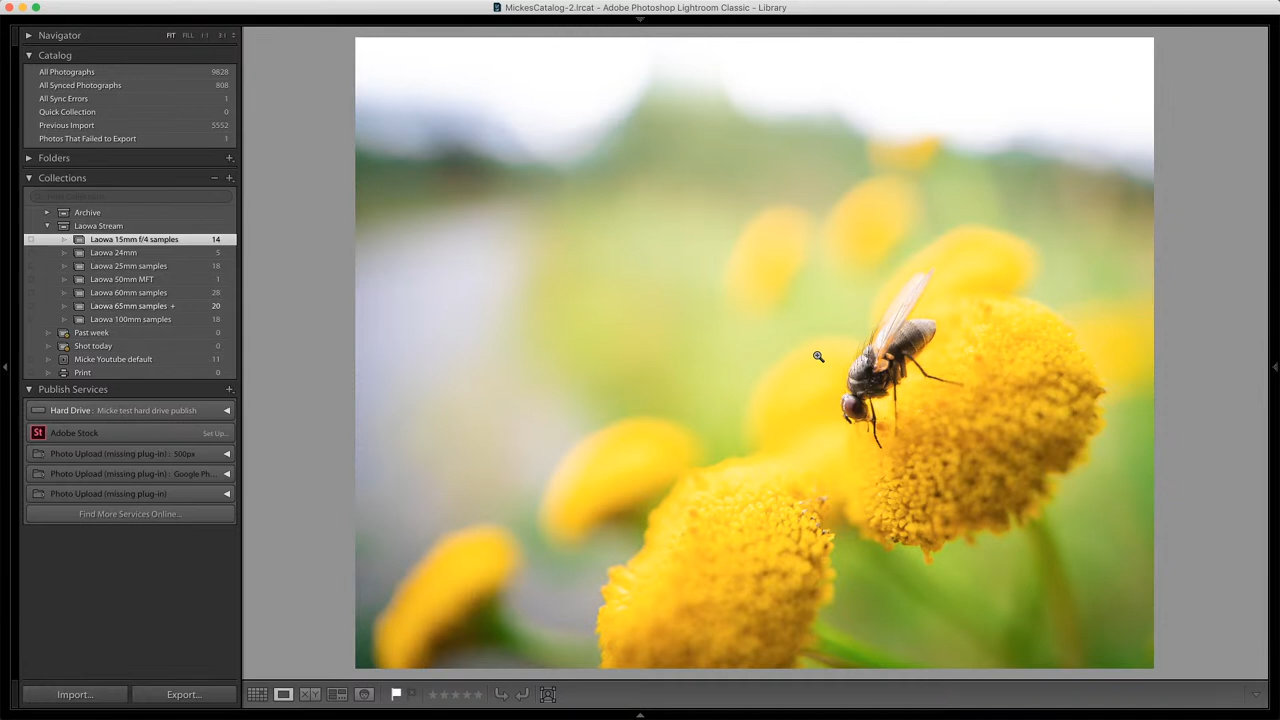 MickesCatalog-2.lrcat - Adobe Photoshop Lightroom Classic - Library
Navigator FIT FILL 1:1 3:1
Catalog
All Photographs 9828
All Synced Photographs 808
All Sync Errors 1
Quick Collection 0
Previous Import 5552
Photos That Failed to Export 1
Folders
Collections
Archive
Laowa Stream
Laowa 15mm f/4 samples 14
Laowa 24mm 5
Laowa 25mm samples 18
Laowa 50mm MFT 1
Laowa 60mm samples 28
Laowa 65mm samples + 20
Laowa 100mm samples 18
Past week 0
Shot today 0
Micke Youtube default 11
Print 0
Publish Services
Hard Drive : Micke test hard drive publish
St Adobe Stock Set Up...
Photo Upload (missing plug-in) : 500px
Photo Upload (missing plug-in) : Google Ph...
Photo Upload (missing plug-in)
Find More Services Online...
Import... Export... X Y